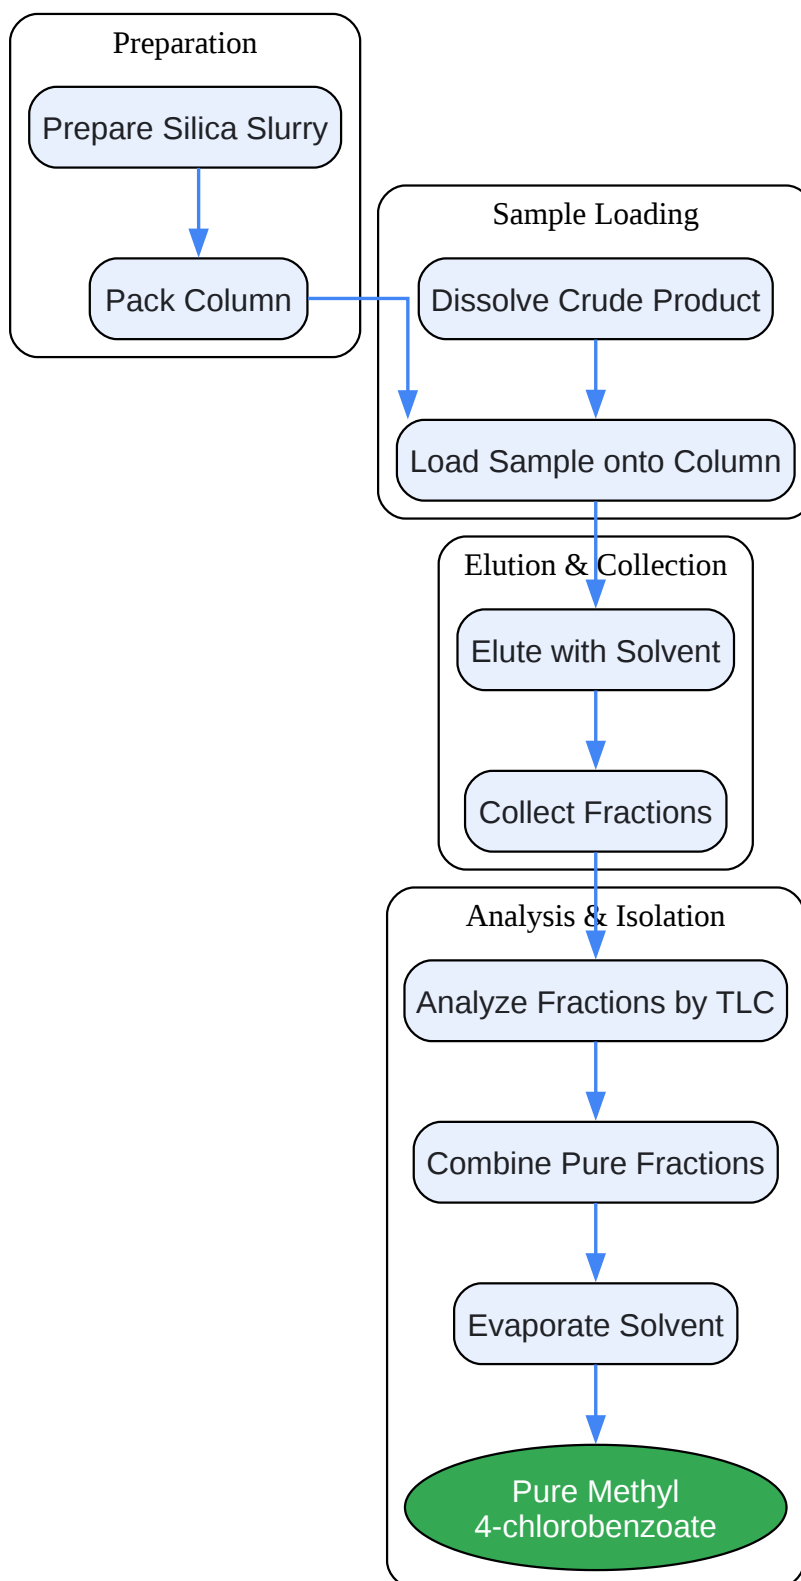 Preparation
Prepare Silica Slurry
Pack Column
Sample Loading
Dissolve Crude Product
Load Sample onto Column
Elution & Collection
Elute with Solvent
Collect Fractions
Analysis & Isolation
Analyze Fractions by TLC
Combine Pure Fractions
Evaporate Solvent
Pure Methyl
4-chlorobenzoate